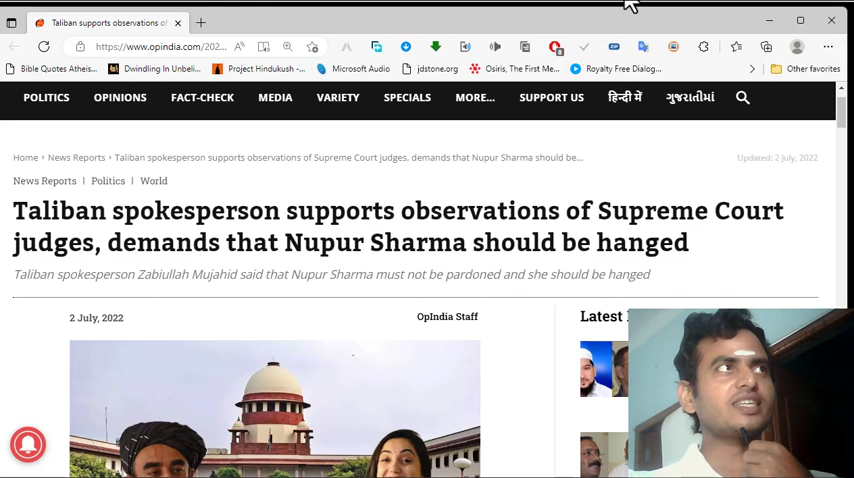 Taliban supports observations of
https://www.opindia.com/202...
Bible Quotes Atheis...
Dwindling In Unbeli...
Project Hindukush -...
Microsoft Audio
jdstone.org
Osiris, The First Me...
Royalty Free Dialog...
Other favorites
POLITICS
OPINIONS
FACT-CHECK
MEDIA
VARIETY
SPECIALS
MORE...
SUPPORT US
हिन्दी में
ગુજરાતીમાં
Home › News Reports › Taliban spokesperson supports observations of Supreme Court judges, demands that Nupur Sharma should be...
Updated: 2 July, 2022
News Reports | Politics | World
Taliban spokesperson supports observations of Supreme Court
judges, demands that Nupur Sharma should be hanged
Taliban spokesperson Zabiullah Mujahid said that Nupur Sharma must not be pardoned and she should be hanged
2 July, 2022
OpIndia Staff
Latest